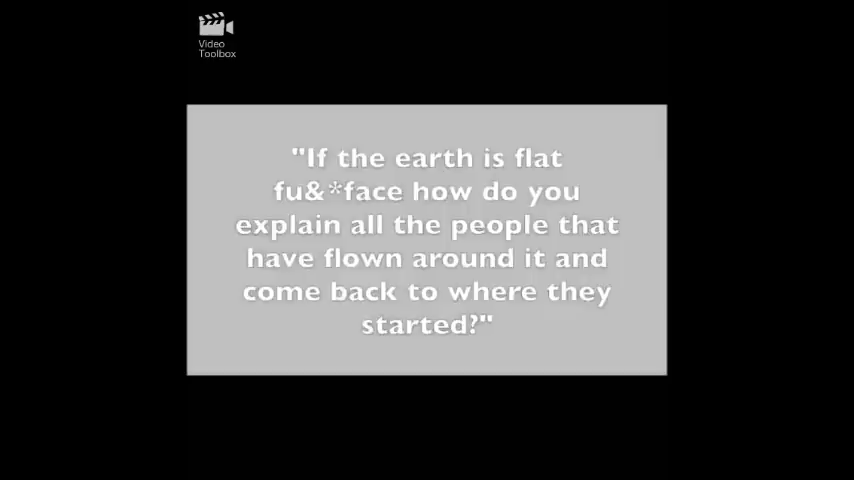 Video
Toolbox
"If the earth is flat
fu&*face how do you
explain all the people that
have flown around it and
come back to where they
started?"